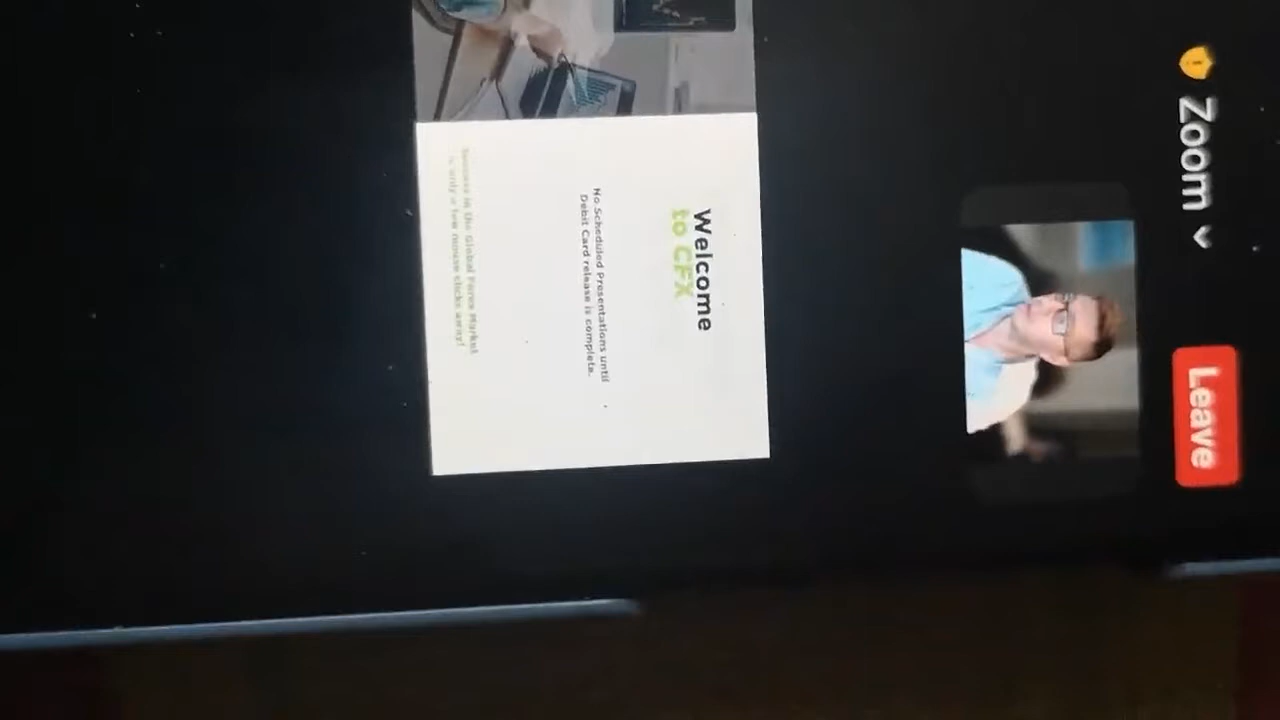 Zoom
Leave
Welcome
to CFX
No Scheduled Presentations until
Debit Card release is complete.
Success in the Global Forex Market
is only a few mouse clicks away!